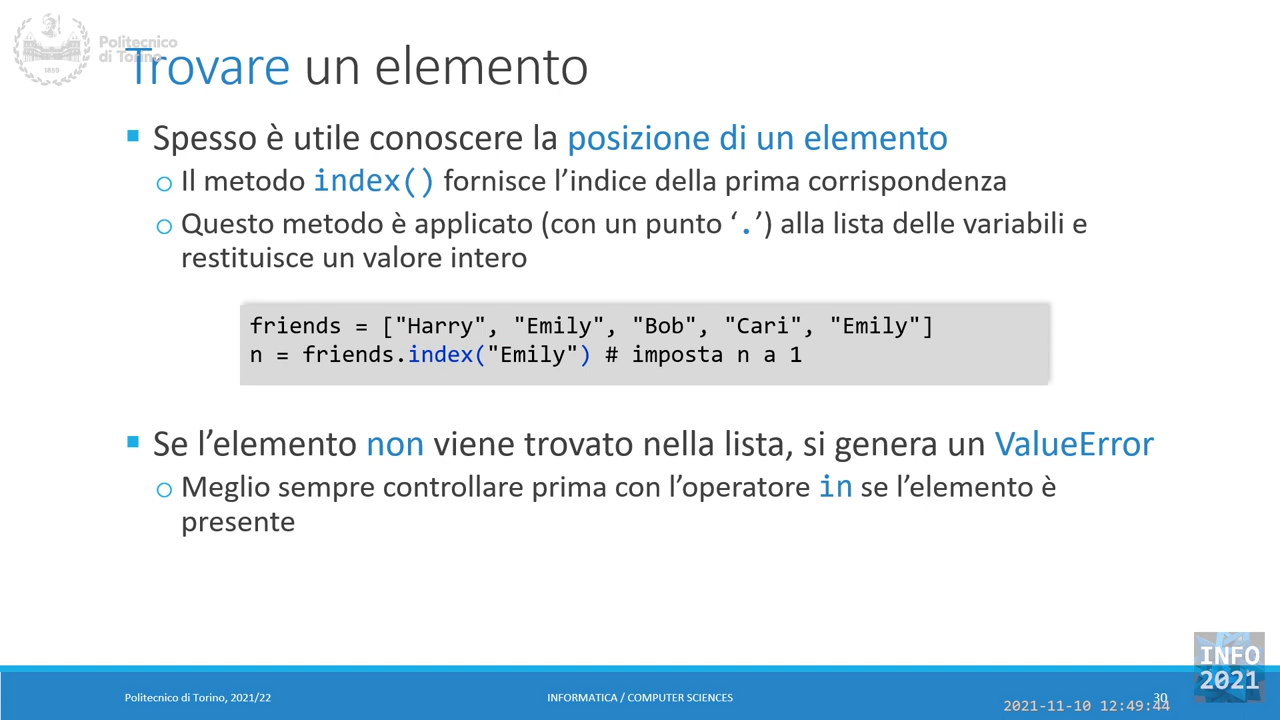 Politecnico
di Torino
1859
Trovare un elemento
Spesso è utile conoscere la posizione di un elemento
Il metodo index() fornisce l’indice della prima corrispondenza
Questo metodo è applicato (con un punto ‘.’) alla lista delle variabili e
restituisce un valore intero
friends = ["Harry", "Emily", "Bob", "Cari", "Emily"]
n = friends.index("Emily") # imposta n a 1
Se l’elemento non viene trovato nella lista, si genera un ValueError
Meglio sempre controllare prima con l’operatore in se l’elemento è
presente
INFO
2021
Politecnico di Torino, 2021/22
INFORMATICA / COMPUTER SCIENCES
30
2021-11-10 12:49:44